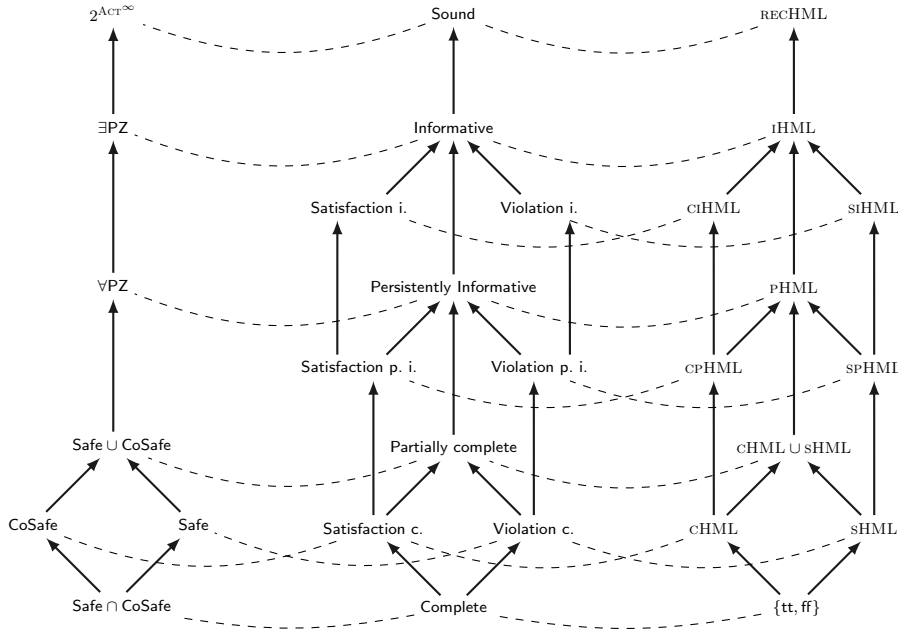 2^ACT^∞ Sound RECHML
∃PZ Informative IHML
Satisfaction i. Violation i. CIHML SIHML
∀PZ Persistently Informative PHML
Satisfaction p. i. Violation p. i. CPHML SPHML
Safe ∪ CoSafe Partially complete CHML ∪ SHML
CoSafe Safe Satisfaction c. Violation c. CHML SHML
Safe ∩ CoSafe Complete {tt, ff}